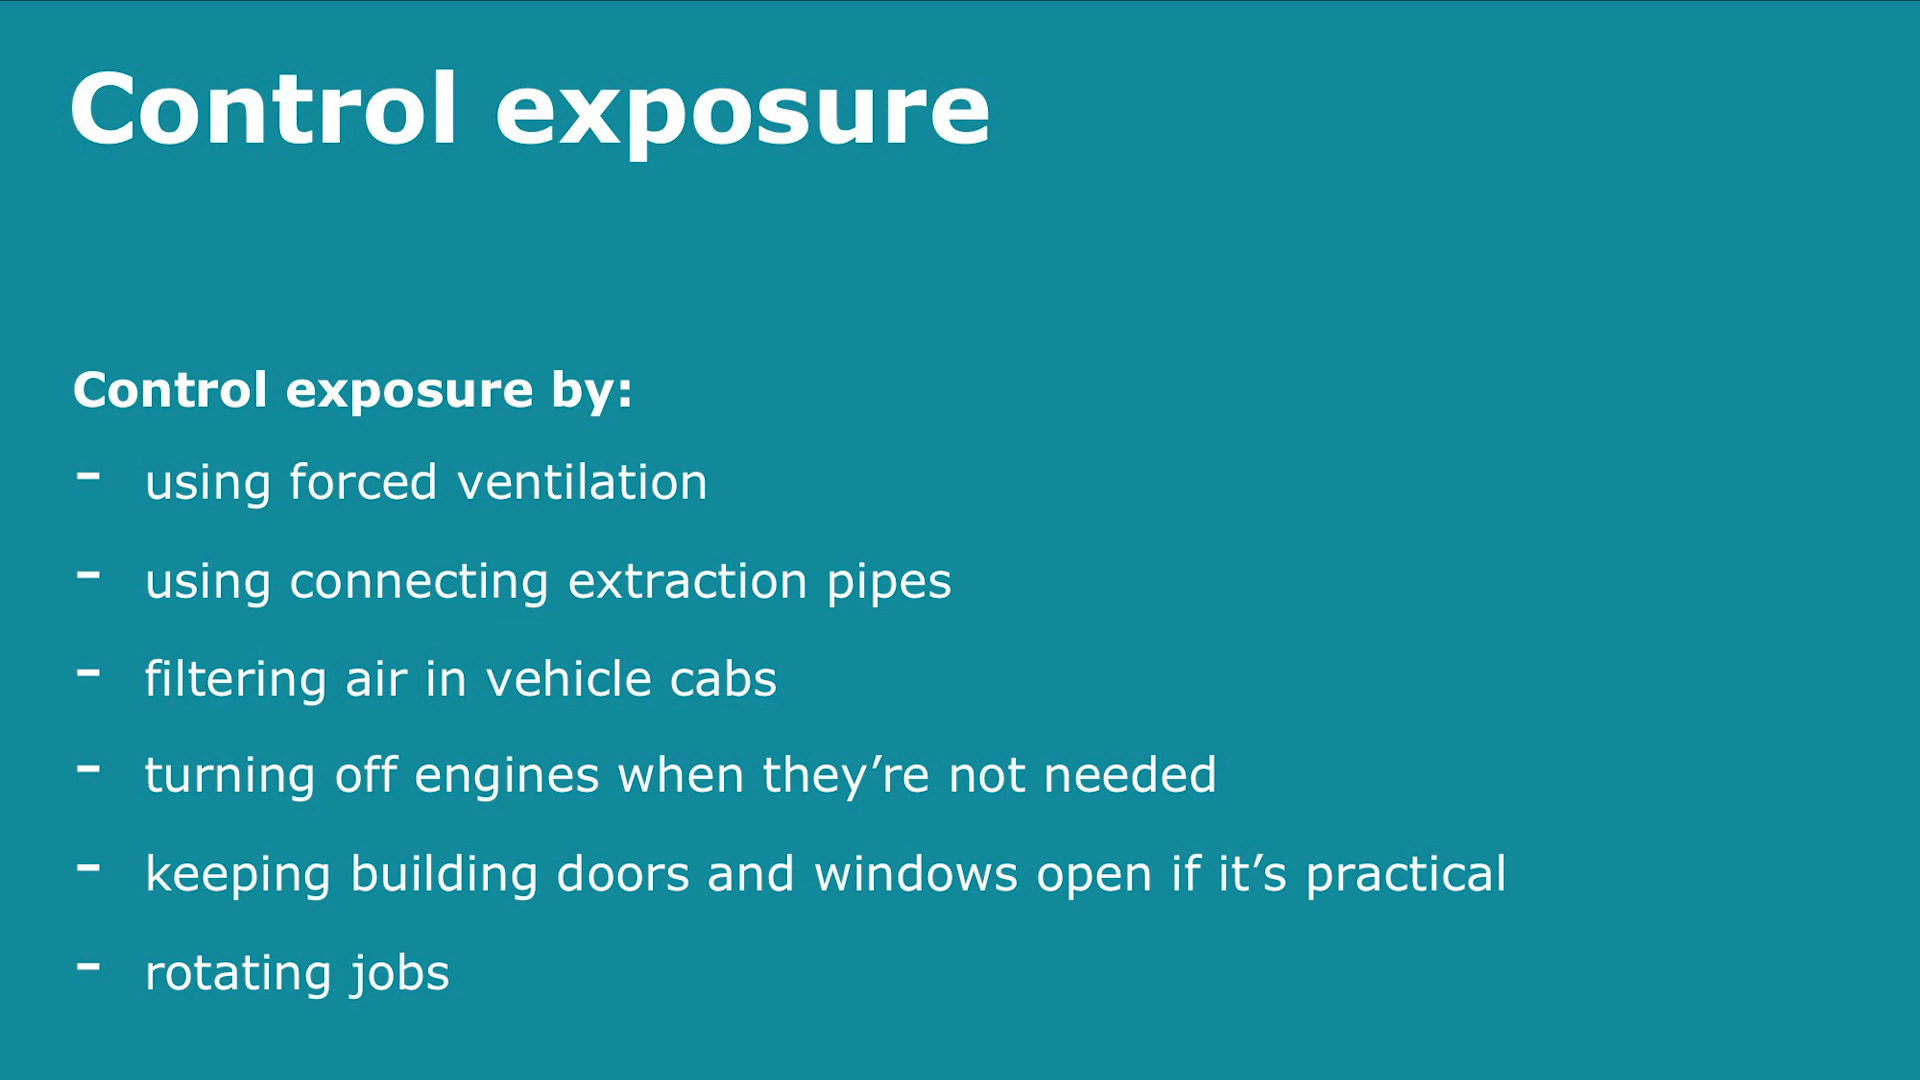 Control exposure
Control exposure by:
- using forced ventilation
- using connecting extraction pipes
- filtering air in vehicle cabs
- turning off engines when they’re not needed
- keeping building doors and windows open if it’s practical
- rotating jobs